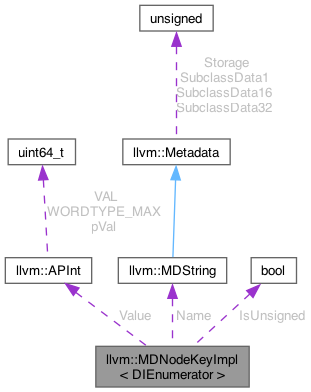 unsigned
Storage
SubclassData1
SubclassData16
SubclassData32
uint64_t
llvm::Metadata
VAL
WORDTYPE_MAX
pVal
llvm::APInt
llvm::MDString
bool
Value
Name
IsUnsigned
llvm::MDNodeKeyImpl
< DIEnumerator >